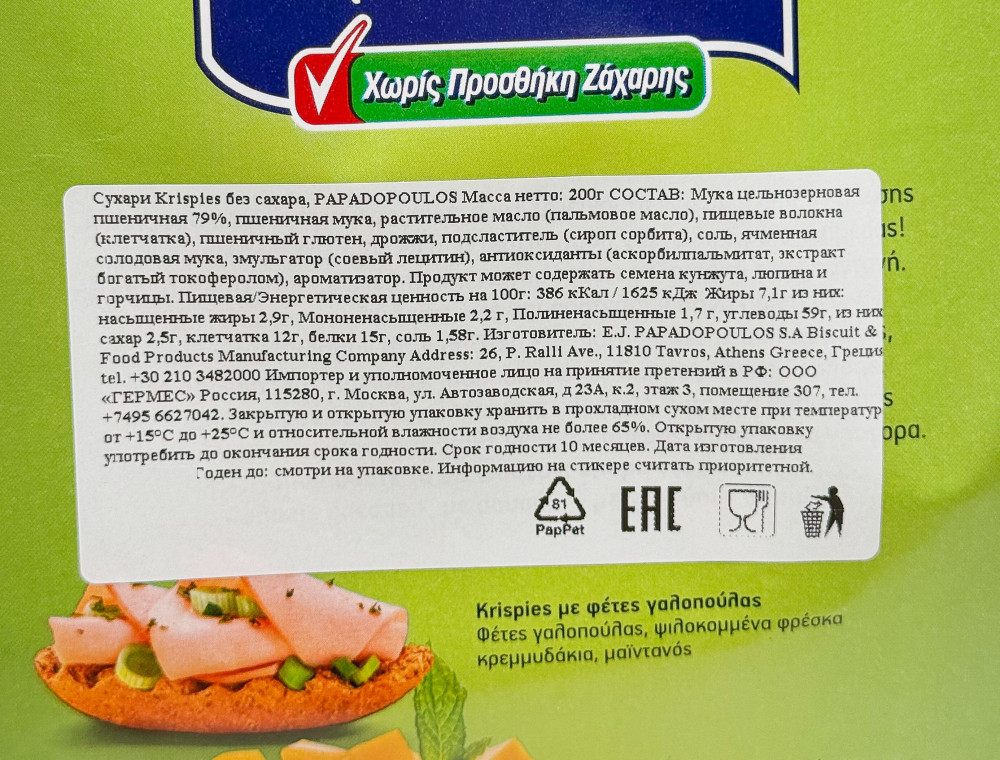 Χωρίς Προσθήκη Ζάχαρης
Сухари Krispies без сахара, PAPADOPOULOS Масса нетто: 200г СОСТАВ: Мука цельнозерновая
пшеничная 79%, пшеничная мука, растительное масло (пальмовое масло), пищевые волокна
(клетчатка), пшеничный глютен, дрожжи, подсластитель (сироп сорбита), соль, ячменная
солодовая мука, эмульгатор (соевый лецитин), антиоксиданты (аскорбилпальмитат, экстракт
богатый токоферолом), ароматизатор. Продукт может содержать семена кунжута, люпина и
горчицы. Пищевая/Энергетическая ценность на 100г: 386 кКал / 1625 кДж Жиры 7,1г из них:
насыщенные жиры 2,9г, Мононенасыщенные 2,2 г, Полиненасыщенные 1,7 г, углеводы 59г, из них
сахар 2,5г, клетчатка 12г, белки 15г, соль 1,58г. Изготовитель: E.J. PAPADOPOULOS S.A Biscuit &
Food Products Manufacturing Company Address: 26, P. Ralli Ave., 11810 Tavros, Athens Greece, Греция
tel. +30 210 3482000 Импортер и уполномоченное лицо на принятие претензий в РФ: ООО
«ГЕРМЕС» Россия, 115280, г. Москва, ул. Автозаводская, д 23А, к.2, этаж 3, помещение 307, тел.
+7495 6627042. Закрытую и открытую упаковку хранить в прохладном сухом месте при температур
от +15°С до +25°С и относительной влажности воздуха не более 65%. Открытую упаковку
употребить до окончания срока годности. Срок годности 10 месяцев. Дата изготовления
Годен до: смотри на упаковке. Информацию на стикере считать приоритетной.
81
PapPet
EAC
Krispies με φέτες γαλοπούλας
Φέτες γαλοπούλας, ψιλοκομμένα φρέσκα
κρεμμυδάκια, μαϊντανός